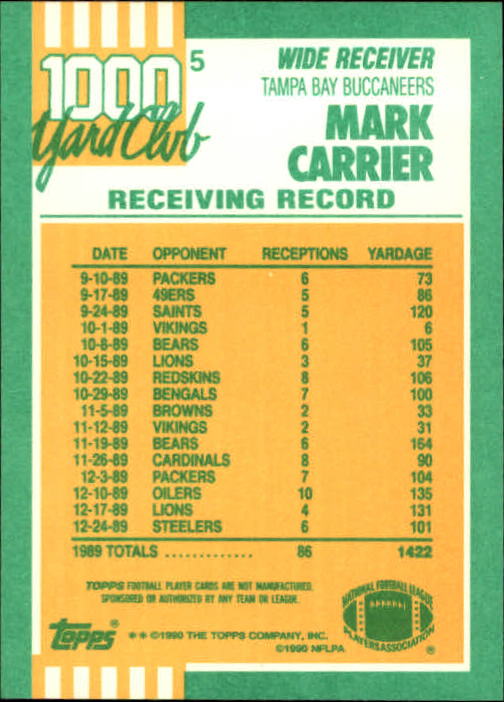 1000
Yard Club
5
WIDE RECEIVER
TAMPA BAY BUCCANEERS
MARK
CARRIER
RECEIVING RECORD
DATE OPPONENT RECEPTIONS YARDAGE
9-10-89 PACKERS 6 73
9-17-89 49ERS 5 86
9-24-89 SAINTS 5 120
10-1-89 VIKINGS 1 6
10-8-89 BEARS 6 105
10-15-89 LIONS 3 37
10-22-89 REDSKINS 8 106
10-29-89 BENGALS 7 100
11-5-89 BROWNS 2 33
11-12-89 VIKINGS 2 31
11-19-89 BEARS 6 164
11-26-89 CARDINALS 8 90
12-3-89 PACKERS 7 104
12-10-89 OILERS 10 135
12-17-89 LIONS 4 131
12-24-89 STEELERS 6 101
1989 TOTALS ............. 86 1422
TOPPS FOOTBALL PLAYER CARDS ARE NOT MANUFACTURED,
SPONSORED OR AUTHORIZED BY ANY TEAM OR LEAGUE.
Topps®
**©1990 THE TOPPS COMPANY, INC.
©1990 NFLPA
NATIONAL FOOTBALL LEAGUE
PLAYERS ASSOCIATION
®